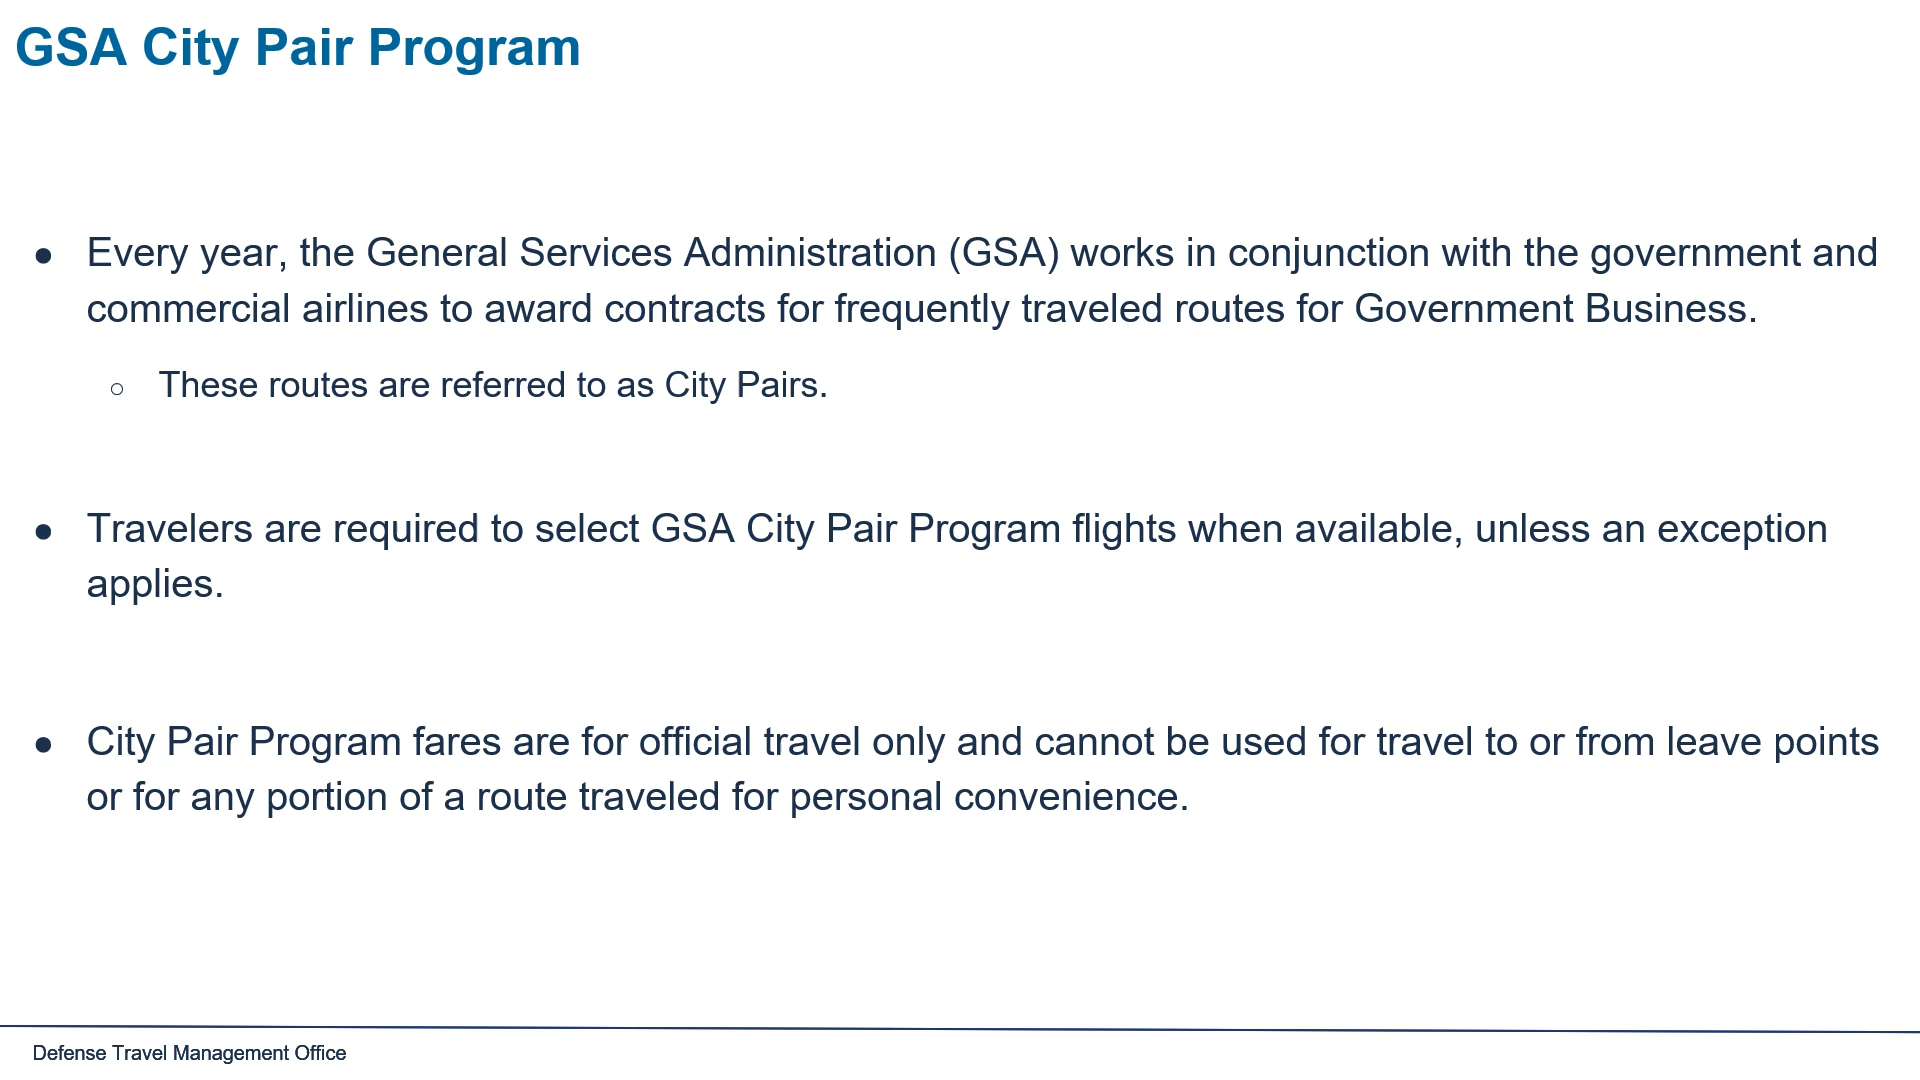 GSA City Pair Program
● Every year, the General Services Administration (GSA) works in conjunction with the government and
commercial airlines to award contracts for frequently traveled routes for Government Business.
○ These routes are referred to as City Pairs.
● Travelers are required to select GSA City Pair Program flights when available, unless an exception
applies.
● City Pair Program fares are for official travel only and cannot be used for travel to or from leave points
or for any portion of a route traveled for personal convenience.
Defense Travel Management Office